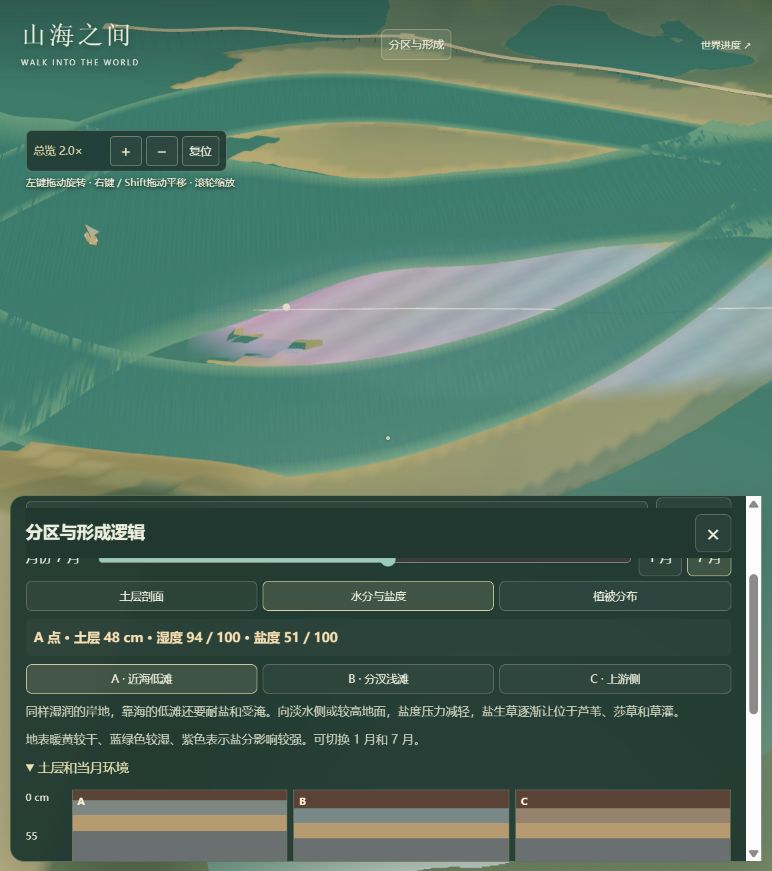 山海之间
WALK INTO THE WORLD
分区与形成
世界进度 ↗
总览 2.0×
+
−
复位
左键拖动旋转 · 右键 / Shift拖动平移 · 滚轮缩放
分区与形成逻辑
×
月份 7 月
1 月
7 月
土层剖面
水分与盐度
植被分布
A 点 • 土层 48 cm • 湿度 94 / 100 • 盐度 51 / 100
A · 近海低滩
B · 分汊浅滩
C · 上游侧
同样湿润的岸地，靠海的低滩还要耐盐和受淹。向淡水侧或较高地面，盐度压力减轻，盐生草逐渐让位于芦苇、莎草和草灌。
地表暖黄较干、蓝绿色较湿、紫色表示盐分影响较强。可切换 1 月和 7 月。
▼ 土层和当月环境
0 cm
A
B
C
55